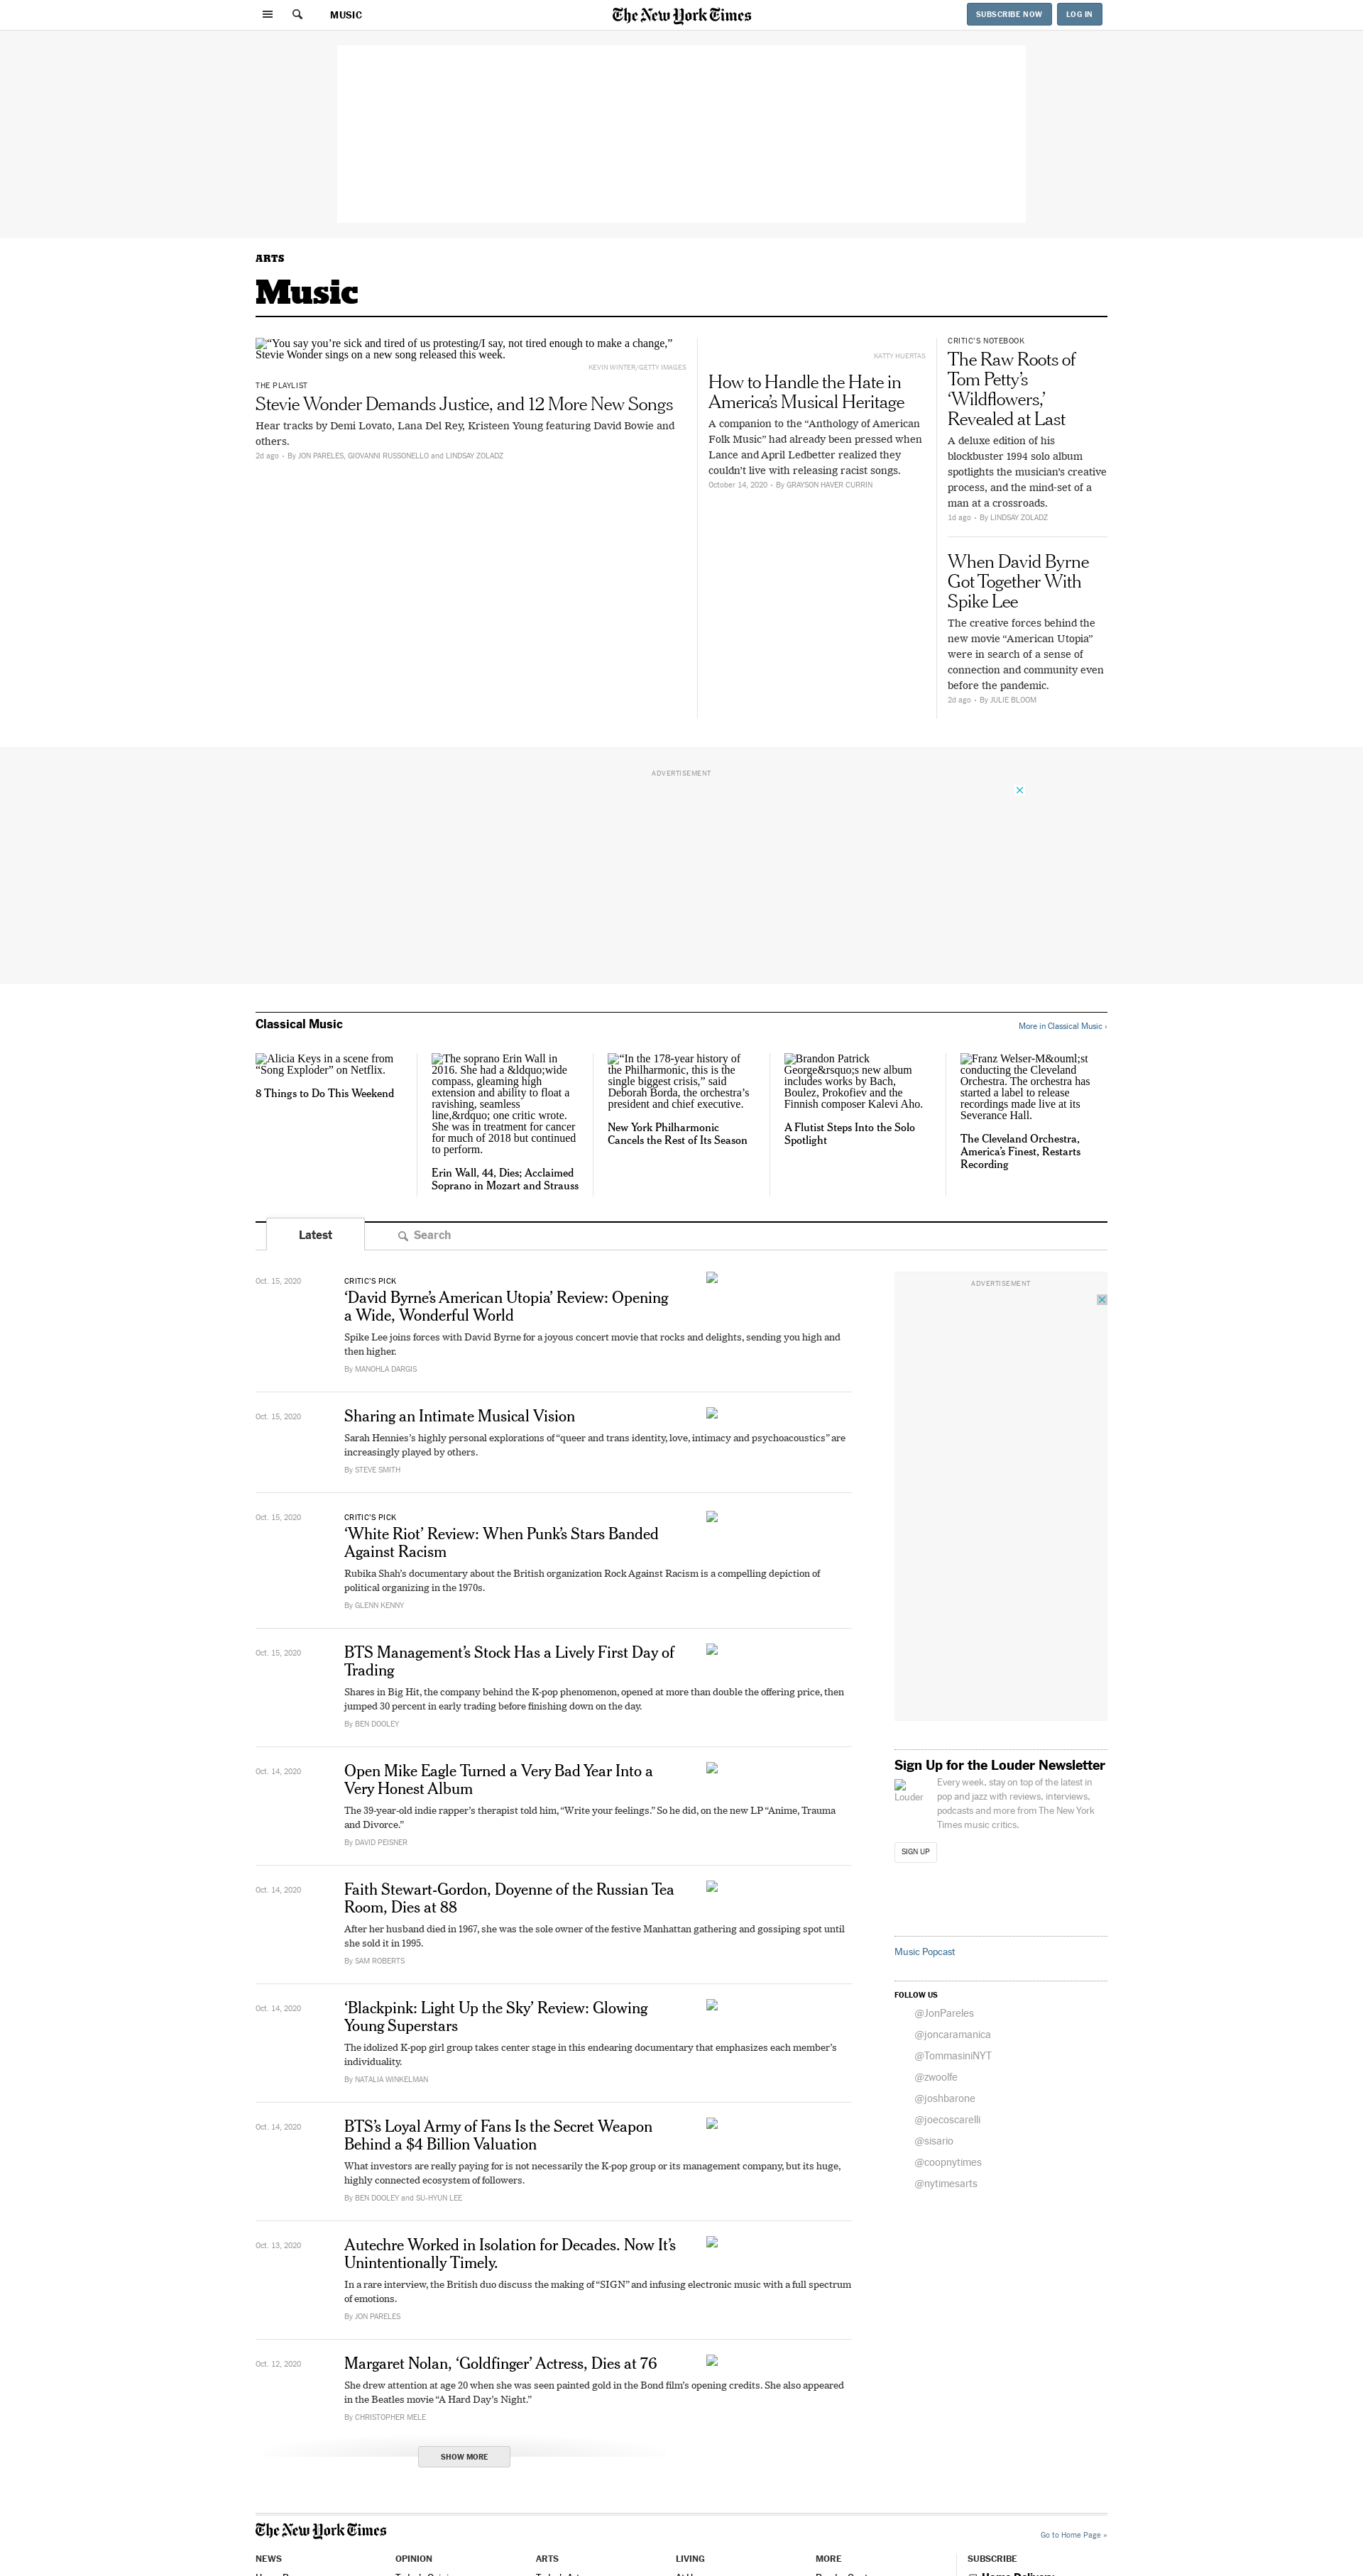 MUSIC
The New York Times
SUBSCRIBE NOW
LOG IN
ARTS
Music
“You say you’re sick and tired of us protesting/I say, not tired enough to make a change,”
Stevie Wonder sings on a new song released this week.
KEVIN WINTER/GETTY IMAGES
THE PLAYLIST
Stevie Wonder Demands Justice, and 12 More New Songs
Hear tracks by Demi Lovato, Lana Del Rey, Kristeen Young featuring David Bowie and
others.
2d ago • By JON PARELES, GIOVANNI RUSSONELLO and LINDSAY ZOLADZ
KATTY HUERTAS
How to Handle the Hate in
America’s Musical Heritage
A companion to the “Anthology of American
Folk Music” had already been pressed when
Lance and April Ledbetter realized they
couldn’t live with releasing racist songs.
October 14, 2020 • By GRAYSON HAVER CURRIN
CRITIC’S NOTEBOOK
The Raw Roots of
Tom Petty’s
‘Wildflowers,’
Revealed at Last
A deluxe edition of his
blockbuster 1994 solo album
spotlights the musician’s creative
process, and the mind-set of a
man at a crossroads.
1d ago • By LINDSAY ZOLADZ
When David Byrne
Got Together With
Spike Lee
The creative forces behind the
new movie “American Utopia”
were in search of a sense of
connection and community even
before the pandemic.
2d ago • By JULIE BLOOM
ADVERTISEMENT
Classical Music
More in Classical Music ›
Alicia Keys in a scene from
“Song Exploder” on Netflix.
8 Things to Do This Weekend
The soprano Erin Wall in
2016. She had a &ldquo;wide
compass, gleaming high
extension and ability to float a
ravishing, seamless
line,&rdquo; one critic wrote.
She was in treatment for cancer
for much of 2018 but continued
to perform.
Erin Wall, 44, Dies; Acclaimed
Soprano in Mozart and Strauss
“In the 178-year history of
the Philharmonic, this is the
single biggest crisis,” said
Deborah Borda, the orchestra’s
president and chief executive.
New York Philharmonic
Cancels the Rest of Its Season
Brandon Patrick
George&rsquo;s new album
includes works by Bach,
Boulez, Prokofiev and the
Finnish composer Kalevi Aho.
A Flutist Steps Into the Solo
Spotlight
Franz Welser-M&ouml;st
conducting the Cleveland
Orchestra. The orchestra has
started a label to release
recordings made live at its
Severance Hall.
The Cleveland Orchestra,
America’s Finest, Restarts
Recording
Latest
Search
Oct. 15, 2020
CRITIC’S PICK
‘David Byrne’s American Utopia’ Review: Opening
a Wide, Wonderful World
Spike Lee joins forces with David Byrne for a joyous concert movie that rocks and delights, sending you high and
then higher.
By MANOHLA DARGIS
Oct. 15, 2020
Sharing an Intimate Musical Vision
Sarah Hennies’s highly personal explorations of “queer and trans identity, love, intimacy and psychoacoustics” are
increasingly played by others.
By STEVE SMITH
Oct. 15, 2020
CRITIC’S PICK
‘White Riot’ Review: When Punk’s Stars Banded
Against Racism
Rubika Shah’s documentary about the British organization Rock Against Racism is a compelling depiction of
political organizing in the 1970s.
By GLENN KENNY
Oct. 15, 2020
BTS Management’s Stock Has a Lively First Day of
Trading
Shares in Big Hit, the company behind the K-pop phenomenon, opened at more than double the offering price, then
jumped 30 percent in early trading before finishing down on the day.
By BEN DOOLEY
Oct. 14, 2020
Open Mike Eagle Turned a Very Bad Year Into a
Very Honest Album
The 39-year-old indie rapper’s therapist told him, “Write your feelings.” So he did, on the new LP “Anime, Trauma
and Divorce.”
By DAVID PEISNER
Oct. 14, 2020
Faith Stewart-Gordon, Doyenne of the Russian Tea
Room, Dies at 88
After her husband died in 1967, she was the sole owner of the festive Manhattan gathering and gossiping spot until
she sold it in 1995.
By SAM ROBERTS
Oct. 14, 2020
‘Blackpink: Light Up the Sky’ Review: Glowing
Young Superstars
The idolized K-pop girl group takes center stage in this endearing documentary that emphasizes each member’s
individuality.
By NATALIA WINKELMAN
Oct. 14, 2020
BTS’s Loyal Army of Fans Is the Secret Weapon
Behind a $4 Billion Valuation
What investors are really paying for is not necessarily the K-pop group or its management company, but its huge,
highly connected ecosystem of followers.
By BEN DOOLEY and SU-HYUN LEE
Oct. 13, 2020
Autechre Worked in Isolation for Decades. Now It’s
Unintentionally Timely.
In a rare interview, the British duo discuss the making of “SIGN” and infusing electronic music with a full spectrum
of emotions.
By JON PARELES
Oct. 12, 2020
Margaret Nolan, ‘Goldfinger’ Actress, Dies at 76
She drew attention at age 20 when she was seen painted gold in the Bond film’s opening credits. She also appeared
in the Beatles movie “A Hard Day’s Night.”
By CHRISTOPHER MELE
SHOW MORE
ADVERTISEMENT
Sign Up for the Louder Newsletter
Louder
Every week, stay on top of the latest in
pop and jazz with reviews, interviews,
podcasts and more from The New York
Times music critics.
SIGN UP
Music Popcast
FOLLOW US
@JonPareles
@joncaramanica
@TommasiniNYT
@zwoolfe
@joshbarone
@joecoscarelli
@sisario
@coopnytimes
@nytimesarts
The New York Times
Go to Home Page »
NEWS
OPINION
ARTS
LIVING
MORE
SUBSCRIBE